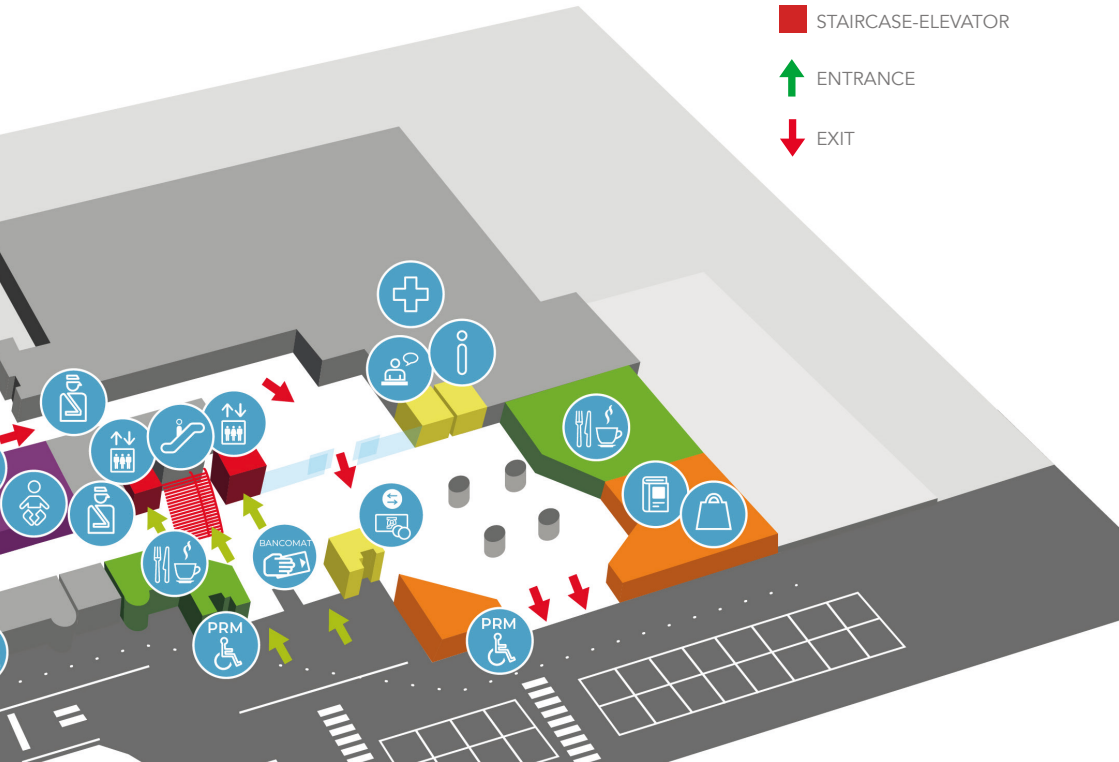 STAIRCASE-ELEVATOR
ENTRANCE
EXIT
BANCOMAT
PRM
PRM